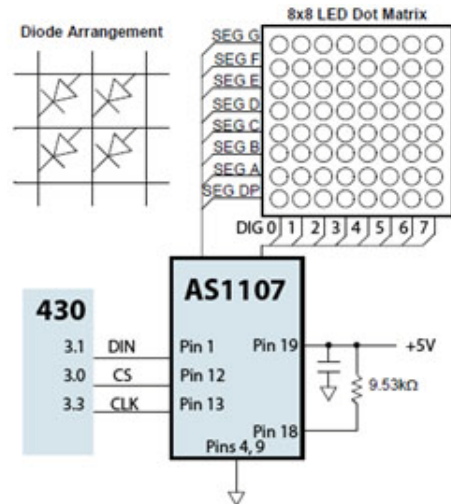 8x8 LED Dot Matrix
Diode Arrangement
SEG G
SEG F
SEG E
SEG D
SEG C
SEG B
SEG A
SEG DP
DIG 0 1 2 3 4 5 6 7
AS1107
430
3.1 DIN Pin 1 Pin 19 +5V
3.0 CS Pin 12
9.53kΩ
3.3 CLK Pin 13
Pin 18
Pins 4, 9